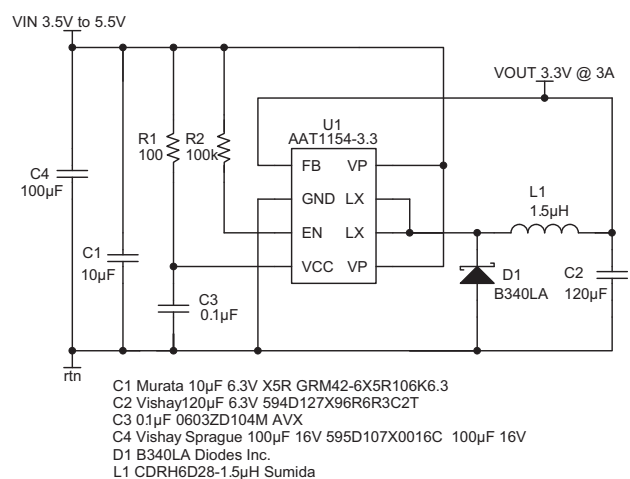 VIN 3.5V to 5.5V
VOUT 3.3V @ 3A
U1
AAT1154-3.3
R1
100
R2
100k
FB
VP
GND
LX
EN
LX
VCC
VP
L1
1.5µH
C4
100µF
C1
10µF
C3
0.1µF
D1
B340LA
C2
120µF
rtn
C1 Murata 10µF 6.3V X5R GRM42-6X5R106K6.3
C2 Vishay120µF 6.3V 594D127X96R6R3C2T
C3 0.1µF 0603ZD104M AVX
C4 Vishay Sprague 100µF 16V 595D107X0016C 100µF 16V
D1 B340LA Diodes Inc.
L1 CDRH6D28-1.5µH Sumida